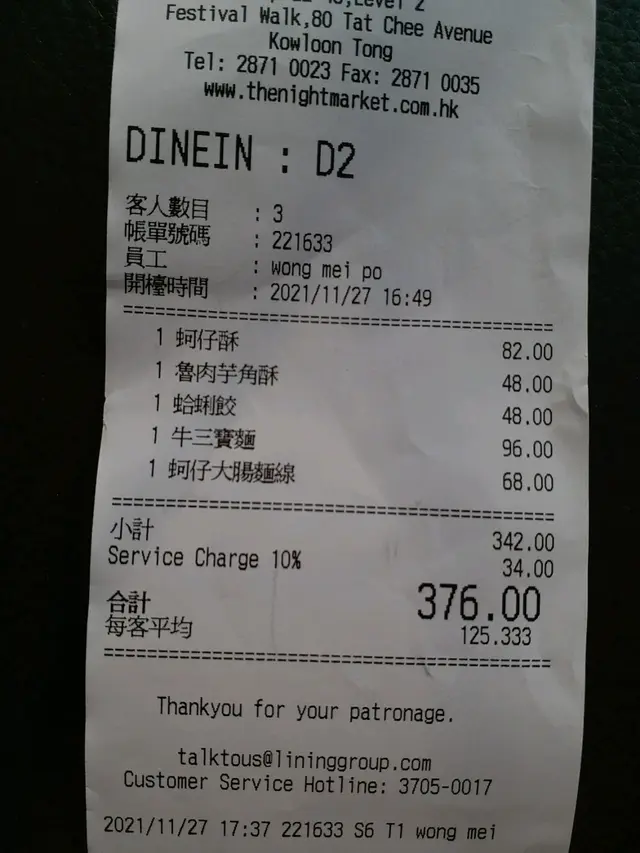 Level 2
Festival Walk,80 Tat Chee Avenue
Kowloon Tong
Tel: 2871 0023 Fax: 2871 0035
www.thenightmarket.com.hk
DINEIN : D2
客人數目 : 3
帳單號碼 : 221633
員工 : wong mei po
開檯時間 : 2021/11/27 16:49
1 蚵仔酥 82.00
1 魯肉芋角酥 48.00
1 蛤蜊餃 48.00
1 牛三寶麵 96.00
1 蚵仔大腸麵線 68.00
小計 342.00
Service Charge 10% 34.00
合計 376.00
每客平均 125.333
Thankyou for your patronage.
talktous@lininggroup.com
Customer Service Hotline: 3705-0017
2021/11/27 17:37 221633 S6 T1 wong mei